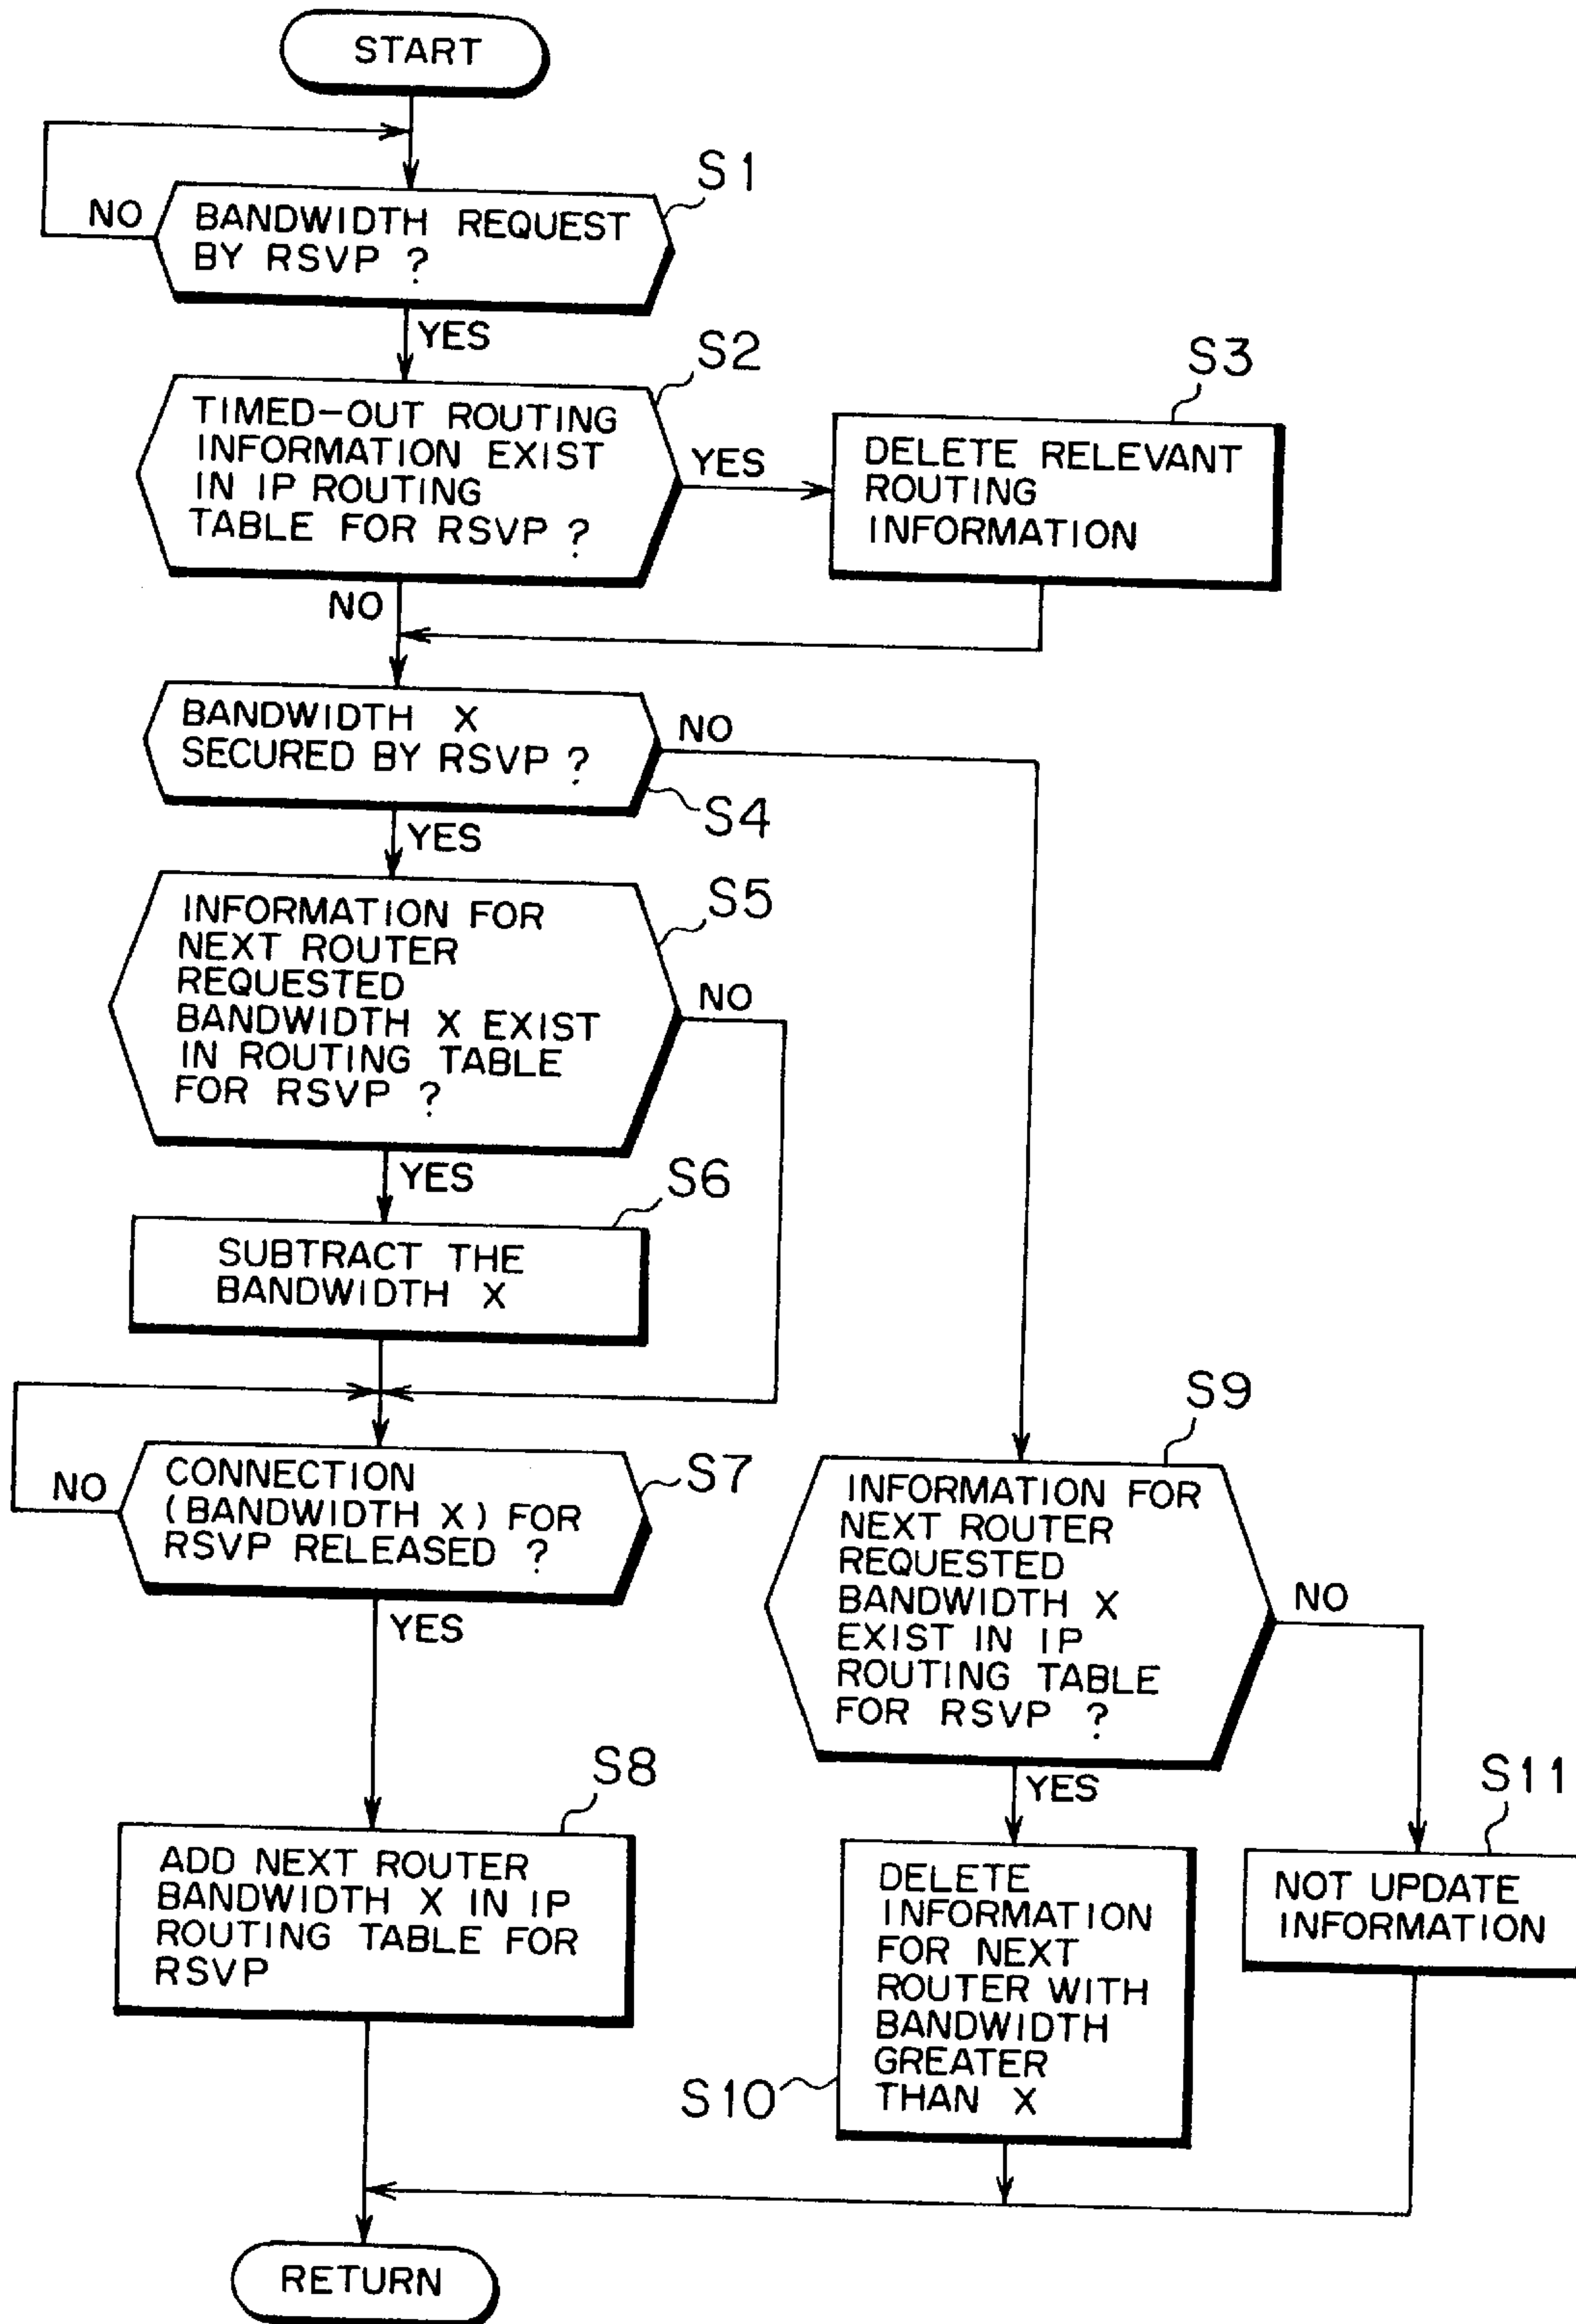 START
S1
NO
BANDWIDTH REQUEST
BY RSVP ?
YES
S2
TIMED-OUT ROUTING
INFORMATION EXIST
IN IP ROUTING
TABLE FOR RSVP ?
YES
S3
DELETE RELEVANT
ROUTING
INFORMATION
NO
BANDWIDTH X
SECURED BY RSVP ?
NO
S4
YES
S5
INFORMATION FOR
NEXT ROUTER
REQUESTED
BANDWIDTH X EXIST
IN ROUTING TABLE
FOR RSVP ?
NO
YES
S6
SUBTRACT THE
BANDWIDTH X
S7
NO
CONNECTION
(BANDWIDTH X) FOR
RSVP RELEASED ?
YES
S8
ADD NEXT ROUTER
BANDWIDTH X IN IP
ROUTING TABLE FOR
RSVP
S9
INFORMATION FOR
NEXT ROUTER
REQUESTED
BANDWIDTH X
EXIST IN IP
ROUTING TABLE
FOR RSVP ?
NO
YES
S10
DELETE
INFORMATION
FOR NEXT
ROUTER WITH
BANDWIDTH
GREATER
THAN X
S11
NOT UPDATE
INFORMATION
RETURN